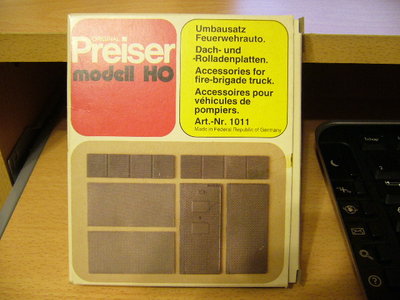 ORIGINAL
Preiser
modell HO
Umbausatz
Feuerwehrauto.
Dach- und
-Rolladenplatten.
Accessories for
fire-brigade truck.
Accessoires pour
véhicules de
pompiers.
Art.-Nr. 1011
Made in Federal Republic of Germany